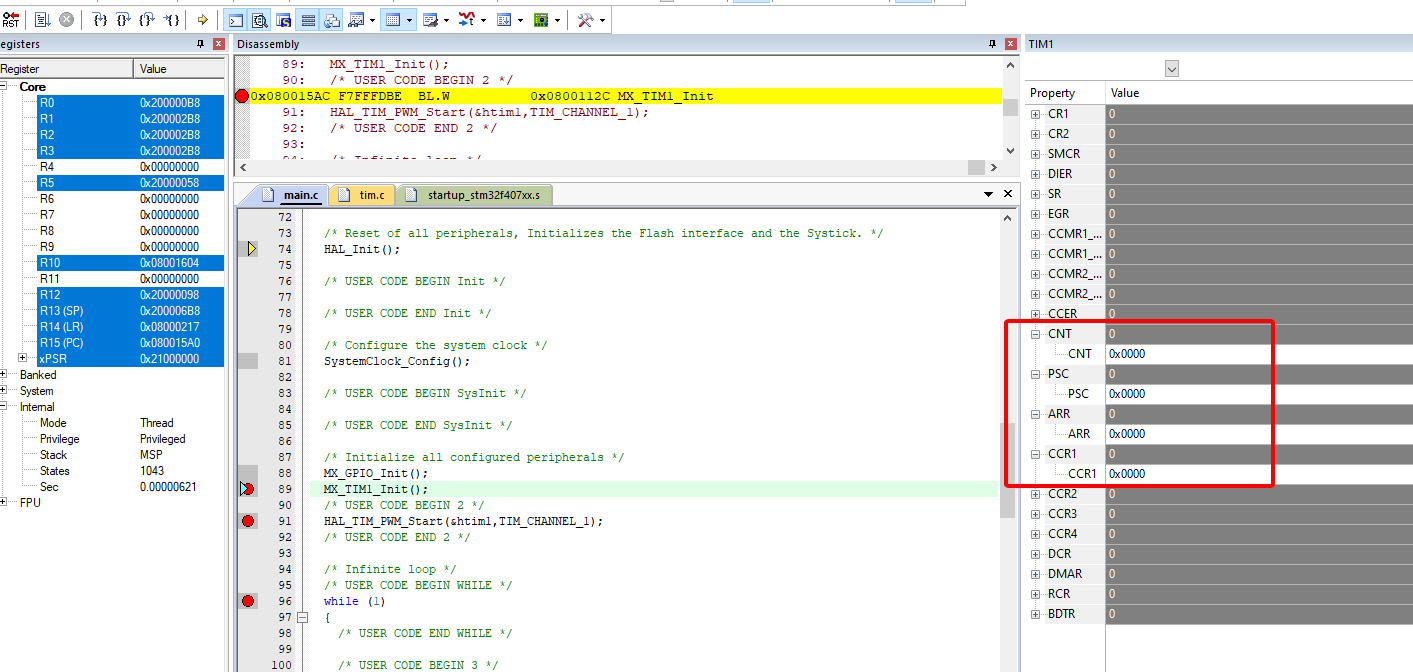 RST
egisters
Register Value
Core
R0 0x200000B8
R1 0x200002B8
R2 0x200002B8
R3 0x200002B8
R4 0x00000000
R5 0x20000058
R6 0x00000000
R7 0x00000000
R8 0x00000000
R9 0x00000000
R10 0x08001604
R11 0x00000000
R12 0x20000098
R13 (SP) 0x200006B8
R14 (LR) 0x08000217
R15 (PC) 0x080015A0
xPSR 0x21000000
Banked
System
Internal
Mode Thread
Privilege Privileged
Stack MSP
States 1043
Sec 0.00000621
FPU
Disassembly
89: MX_TIM1_Init();
90: /* USER CODE BEGIN 2 */
0x080015AC F7FFFDBE BL.W 0x0800112C MX_TIM1_Init
91: HAL_TIM_PWM_Start(&htim1,TIM_CHANNEL_1);
92: /* USER CODE END 2 */
93:
94: /* Infinite loop */
main.c tim.c startup_stm32f407xx.s
72
73 /* Reset of all peripherals, Initializes the Flash interface and the Systick. */
74 HAL_Init();
75
76 /* USER CODE BEGIN Init */
77
78 /* USER CODE END Init */
79
80 /* Configure the system clock */
81 SystemClock_Config();
82
83 /* USER CODE BEGIN SysInit */
84
85 /* USER CODE END SysInit */
86
87 /* Initialize all configured peripherals */
88 MX_GPIO_Init();
89 MX_TIM1_Init();
90 /* USER CODE BEGIN 2 */
91 HAL_TIM_PWM_Start(&htim1,TIM_CHANNEL_1);
92 /* USER CODE END 2 */
93
94 /* Infinite loop */
95 /* USER CODE BEGIN WHILE */
96 while (1)
97 {
98 /* USER CODE END WHILE */
99
100 /* USER CODE BEGIN 3 */
TIM1
Property Value
CR1 0
CR2 0
SMCR 0
DIER 0
SR 0
EGR 0
CCMR1_... 0
CCMR1_... 0
CCMR2_... 0
CCMR2_... 0
CCER 0
CNT 0
CNT 0x0000
PSC 0
PSC 0x0000
ARR 0
ARR 0x0000
CCR1 0
CCR1 0x0000
CCR2 0
CCR3 0
CCR4 0
DCR 0
DMAR 0
RCR 0
BDTR 0